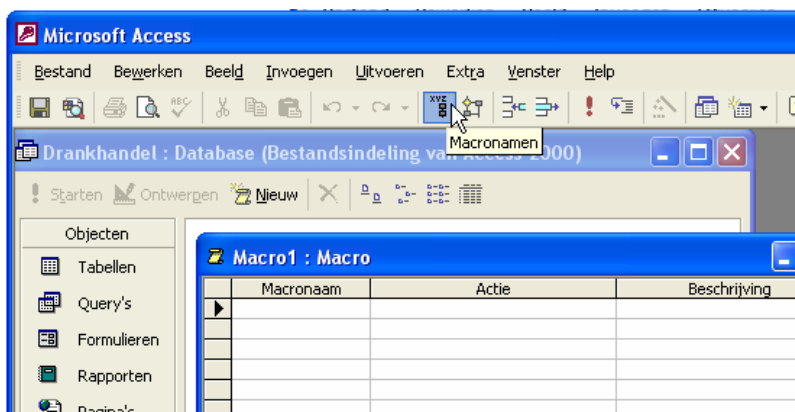 Microsoft Access
Bestand Bewerken Beeld Invoegen Uitvoeren Extra Venster Help
XYZ
Macronamen
Drankhandel : Database (Bestandsindeling van Access 2000)
Starten Ontwerpen Nieuw
Objecten
Tabellen
Query's
Formulieren
Rapporten
Pagina's
Macro1 : Macro
Macronaam Actie Beschrijving